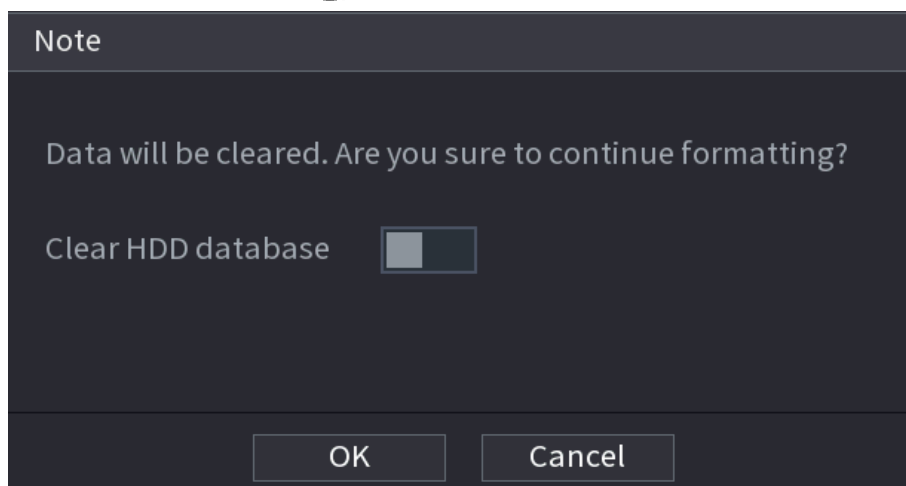 Note
Data will be cleared. Are you sure to continue formatting?
Clear HDD database
OK
Cancel